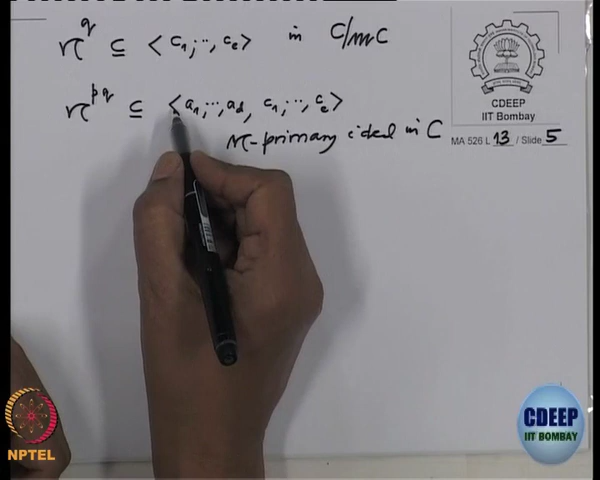 𝔫^q ⊆ <c_1, ..., c_e> in C/𝔪C
𝔫^{pq} ⊆ <a_1, ..., a_d, c_1, ..., c_e>
𝔫-primary ideal in C
CDEEP
IIT Bombay
MA 526 L 13 / Slide 5
NPTEL
CDEEP
IIT BOMBAY